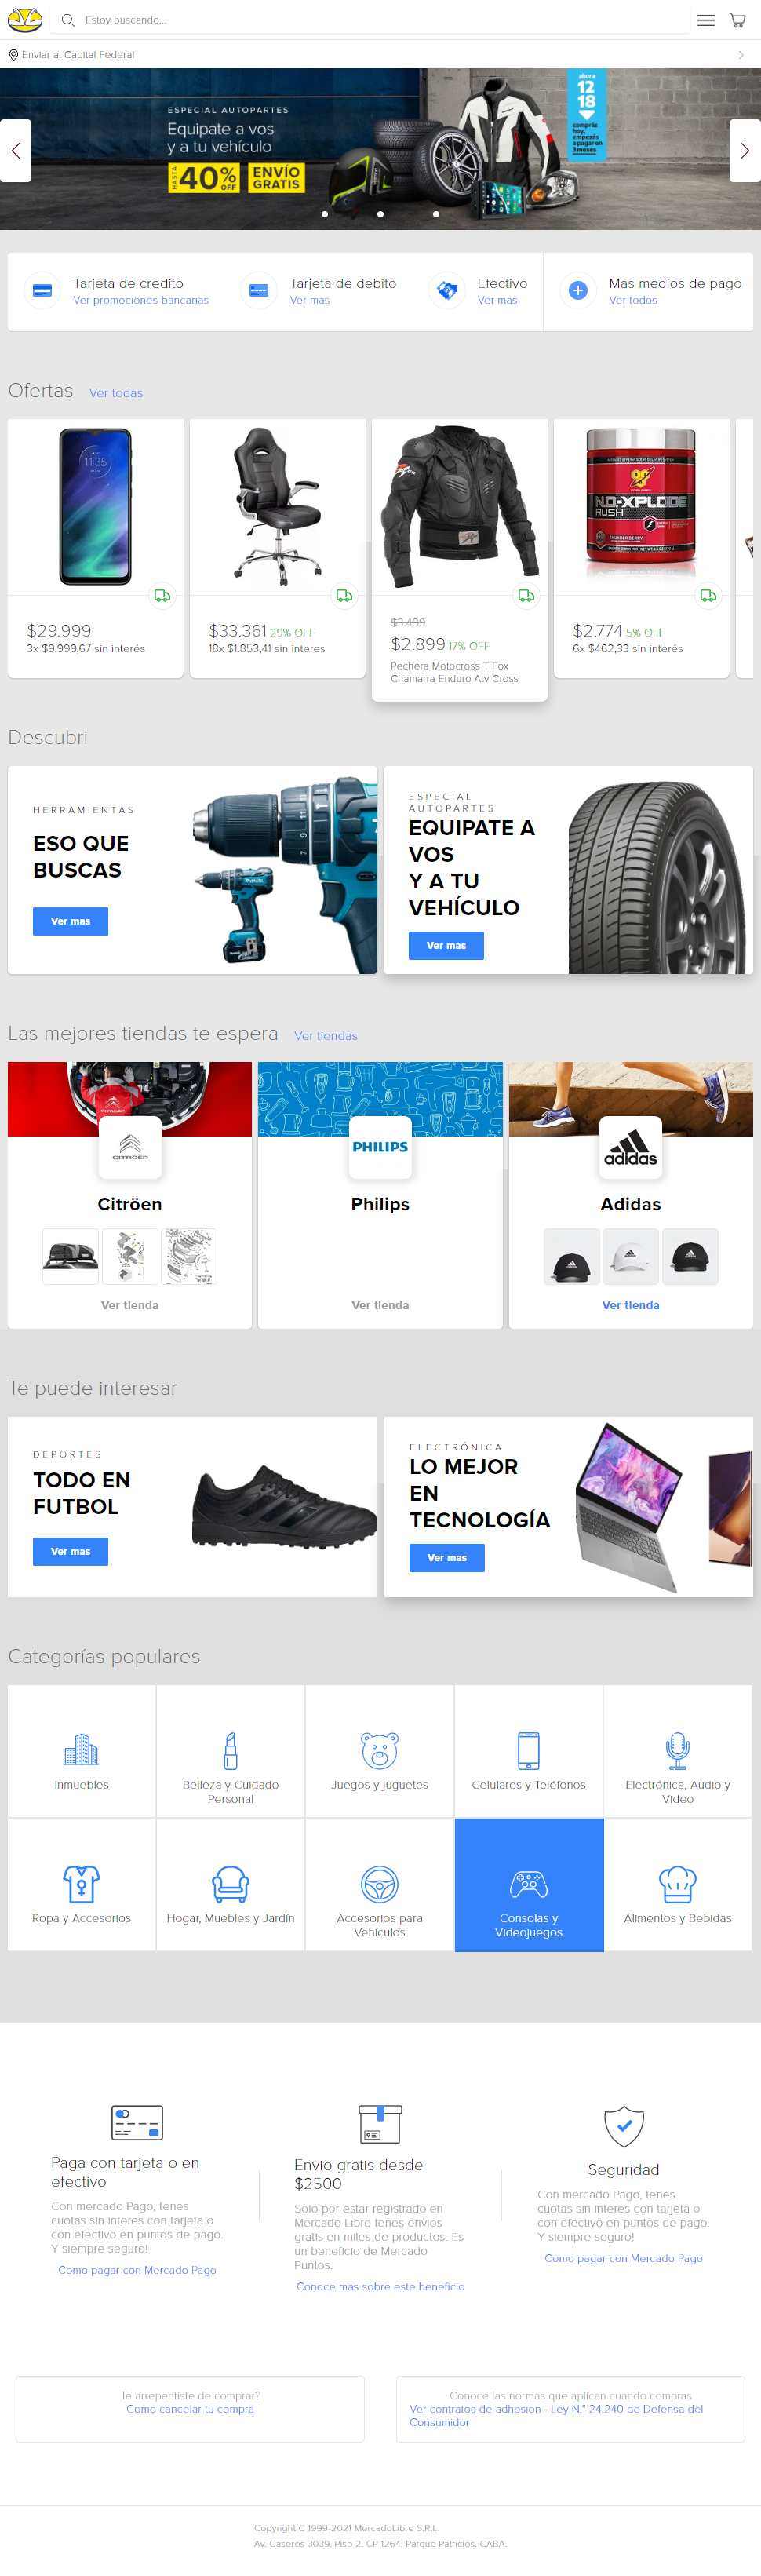 Estoy buscando...
Enviar a: Capital Federal
ESPECIAL AUTOPARTES
Equipate a vos
y a tu vehículo
HASTA 40% OFF ENVÍO GRATIS
ahora
12
18
comprás
hoy,
empezás
a pagar en
3 meses
Tarjeta de credito
Ver promociones bancarias
Tarjeta de debito
Ver mas
Efectivo
Ver mas
Mas medios de pago
Ver todos
Ofertas Ver todas
11:35
$29.999
3x $9.999,67 sin interés
$33.361 29% OFF
18x $1.853,41 sin interes
$3.499
$2.899 17% OFF
Pechera Motocross T Fox
Chamarra Enduro Atv Cross
N.O.-XPLODE
RUSH
THUNDER BERRY
$2.774 5% OFF
6x $462,33 sin interés
Descubri
HERRAMIENTAS
ESO QUE
BUSCAS
Ver mas
ESPECIAL
AUTOPARTES
EQUIPATE A
VOS
Y A TU
VEHÍCULO
Ver mas
Las mejores tiendas te espera Ver tiendas
CITROËN
CITROËN
Citröen
Ver tienda
PHILIPS
Philips
Ver tienda
adidas
Adidas
Ver tienda
Te puede interesar
DEPORTES
TODO EN
FUTBOL
Ver mas
ELECTRÓNICA
LO MEJOR
EN
TECNOLOGÍA
Ver mas
Categorías populares
Inmuebles
Belleza y Cuidado
Personal
Juegos y juguetes
Celulares y Teléfonos
Electrónica, Audio y
Video
Ropa y Accesorios
Hogar, Muebles y Jardín
Accesorios para
Vehículos
Consolas y
Videojuegos
Alimentos y Bebidas
Paga con tarjeta o en
efectivo
Con mercado Pago, tenes
cuotas sin interes con tarjeta o
con efectivo en puntos de pago.
Y siempre seguro!
Como pagar con Mercado Pago
Envio gratis desde
$2500
Solo por estar registrado en
Mercado Libre tenes envios
gratis en miles de productos. Es
un beneficio de Mercado
Puntos.
Conoce mas sobre este beneficio
Seguridad
Con mercado Pago, tenes
cuotas sin interes con tarjeta o
con efectivo en puntos de pago.
Y siempre seguro!
Como pagar con Mercado Pago
Te arrepentiste de comprar?
Como cancelar tu compra
Conoce las normas que aplican cuando compras
Ver contratos de adhesion - Ley N.° 24.240 de Defensa del
Consumidor
Copyright C 1999-2021 MercadoLibre S.R.L.
Av. Caseros 3039. Piso 2. CP 1264. Parque Patricios. CABA.